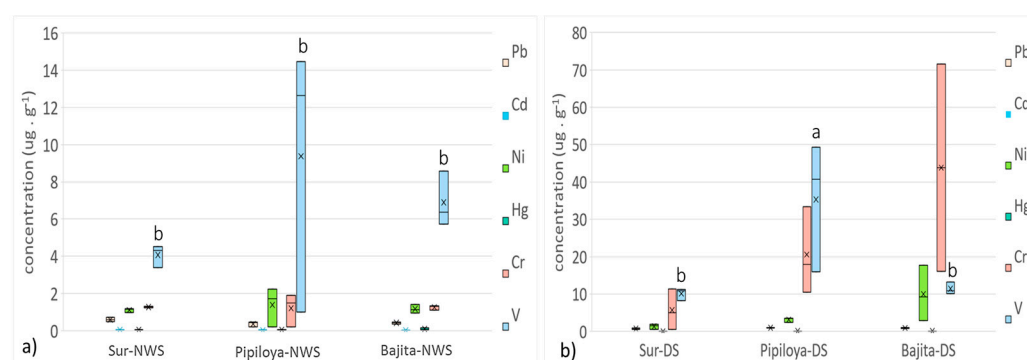 concentration (ug . g⁻¹)
16
14
12
10
8
6
4
2
0
b
b
b
Sur-NWS
Pipiloya-NWS
Bajita-NWS
a)
Pb
Cd
Ni
Hg
Cr
V
concentration (ug . g⁻¹)
80
70
60
50
40
30
20
10
0
b
a
b
Sur-DS
Pipiloya-DS
Bajita-DS
b)
Pb
Cd
Ni
Hg
Cr
V